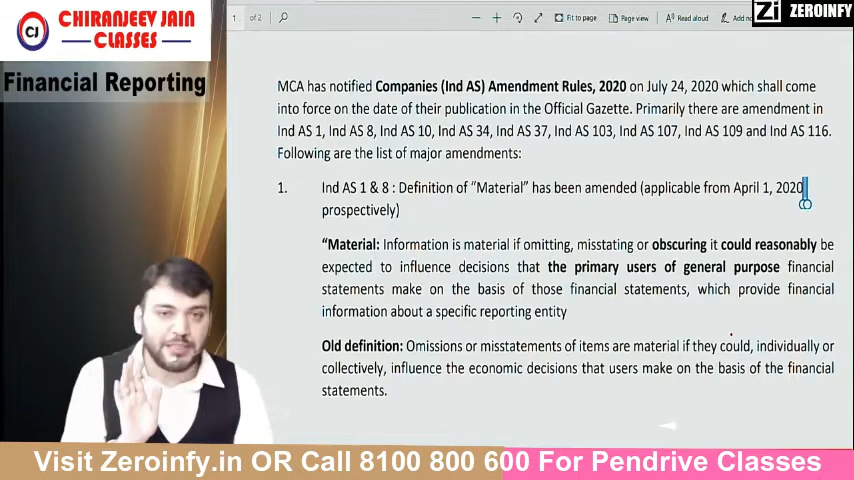 CHIRANJEEV JAIN
CLASSES
CJ
Financial Reporting
1 of 2
Fit to page
Page view
Read aloud
Add no
Zi ZEROINFY
MCA has notified Companies (Ind AS) Amendment Rules, 2020 on July 24, 2020 which shall come
into force on the date of their publication in the Official Gazette. Primarily there are amendment in
Ind AS 1, Ind AS 8, Ind AS 10, Ind AS 34, Ind AS 37, Ind AS 103, Ind AS 107, Ind AS 109 and Ind AS 116.
Following are the list of major amendments:
1. Ind AS 1 & 8 : Definition of “Material” has been amended (applicable from April 1, 2020
prospectively)
“Material: Information is material if omitting, misstating or obscuring it could reasonably be
expected to influence decisions that the primary users of general purpose financial
statements make on the basis of those financial statements, which provide financial
information about a specific reporting entity
Old definition: Omissions or misstatements of items are material if they could, individually or
collectively, influence the economic decisions that users make on the basis of the financial
statements.
Visit Zeroinfy.in OR Call 8100 800 600 For Pendrive Classes